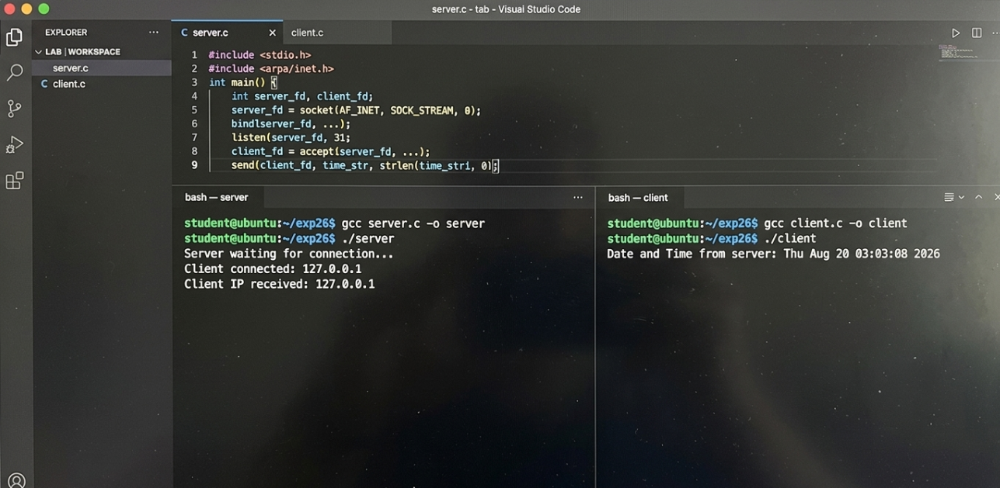 server.c - tab - Visual Studio Code
EXPLORER ...
LAB | WORKSPACE
server.c
C client.c
C server.c × client.c
1 #include <stdio.h>
2 #include <arpa/inet.h>
3 int main() {
4 int server_fd, client_fd;
5 server_fd = socket(AF_INET, SOCK_STREAM, 0);
6 bindlserver_fd, ...);
7 listen(server_fd, 31;
8 client_fd = accept(server_fd, ...);
9 send(client_fd, time_str, strlen(time_stri, 0);
bash — server ...
student@ubuntu:~/exp26$ gcc server.c -o server
student@ubuntu:~/exp26$ ./server
Server waiting for connection...
Client connected: 127.0.0.1
Client IP received: 127.0.0.1
bash — client
student@ubuntu:~/exp26$ gcc client.c -o client
student@ubuntu:~/exp26$ ./client
Date and Time from server: Thu Aug 20 03:03:08 2026